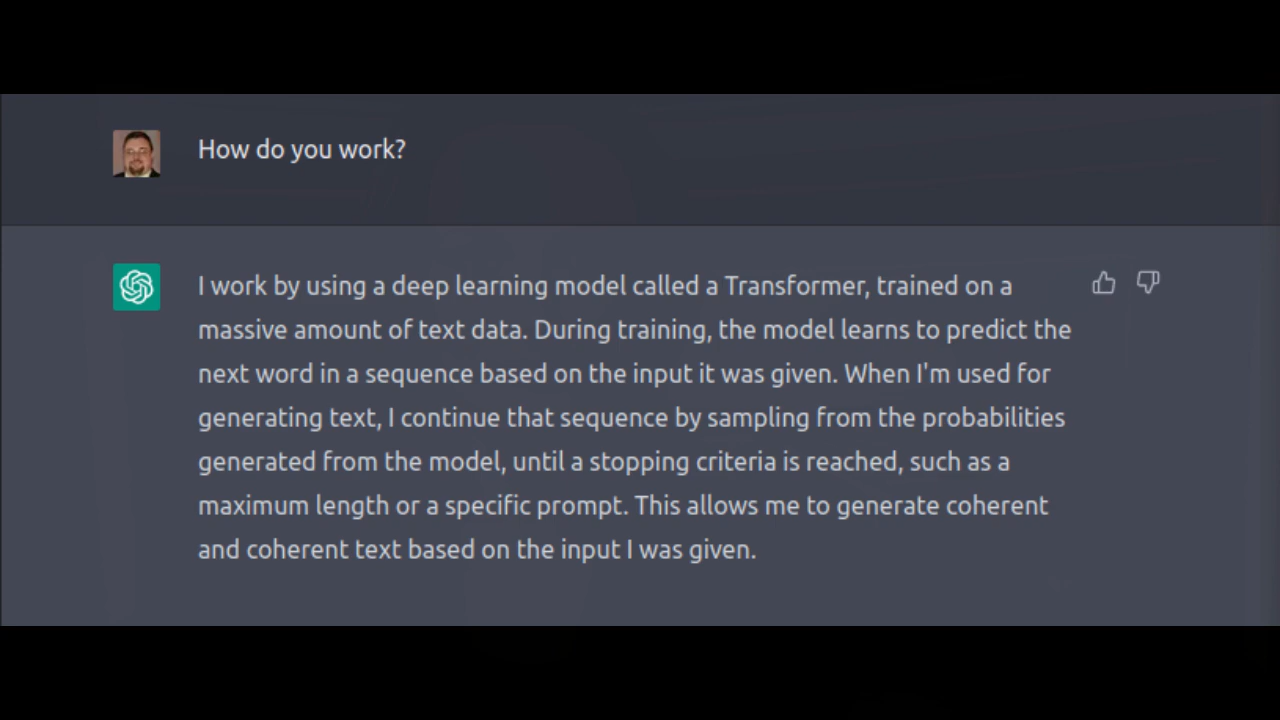 How do you work?
I work by using a deep learning model called a Transformer, trained on a
massive amount of text data. During training, the model learns to predict the
next word in a sequence based on the input it was given. When I'm used for
generating text, I continue that sequence by sampling from the probabilities
generated from the model, until a stopping criteria is reached, such as a
maximum length or a specific prompt. This allows me to generate coherent
and coherent text based on the input I was given.